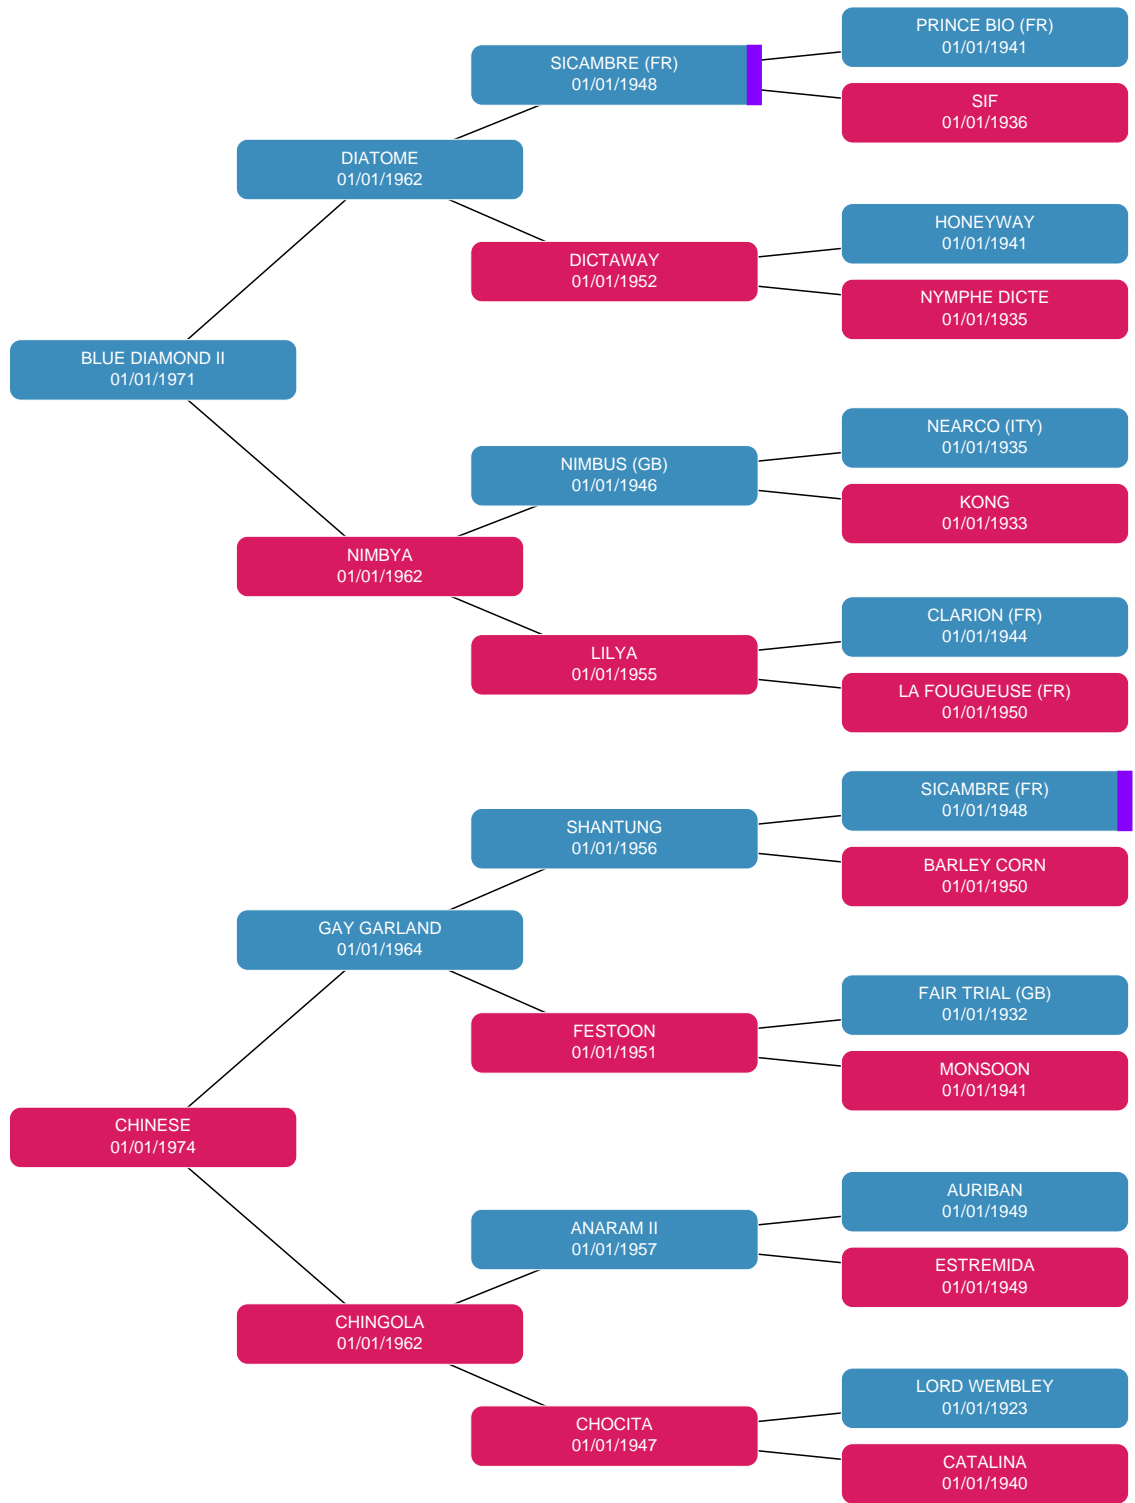 PRINCE BIO (FR)
01/01/1941
SICAMBRE (FR)
01/01/1948
SIF
01/01/1936
DIATOME
01/01/1962
HONEYWAY
01/01/1941
DICTAWAY
01/01/1952
NYMPHE DICTE
01/01/1935
BLUE DIAMOND II
01/01/1971
NEARCO (ITY)
01/01/1935
NIMBUS (GB)
01/01/1946
KONG
01/01/1933
NIMBYA
01/01/1962
CLARION (FR)
01/01/1944
LILYA
01/01/1955
LA FOUGUEUSE (FR)
01/01/1950
SICAMBRE (FR)
01/01/1948
SHANTUNG
01/01/1956
BARLEY CORN
01/01/1950
GAY GARLAND
01/01/1964
FAIR TRIAL (GB)
01/01/1932
FESTOON
01/01/1951
MONSOON
01/01/1941
CHINESE
01/01/1974
AURIBAN
01/01/1949
ANARAM II
01/01/1957
ESTREMIDA
01/01/1949
CHINGOLA
01/01/1962
LORD WEMBLEY
01/01/1923
CHOCITA
01/01/1947
CATALINA
01/01/1940